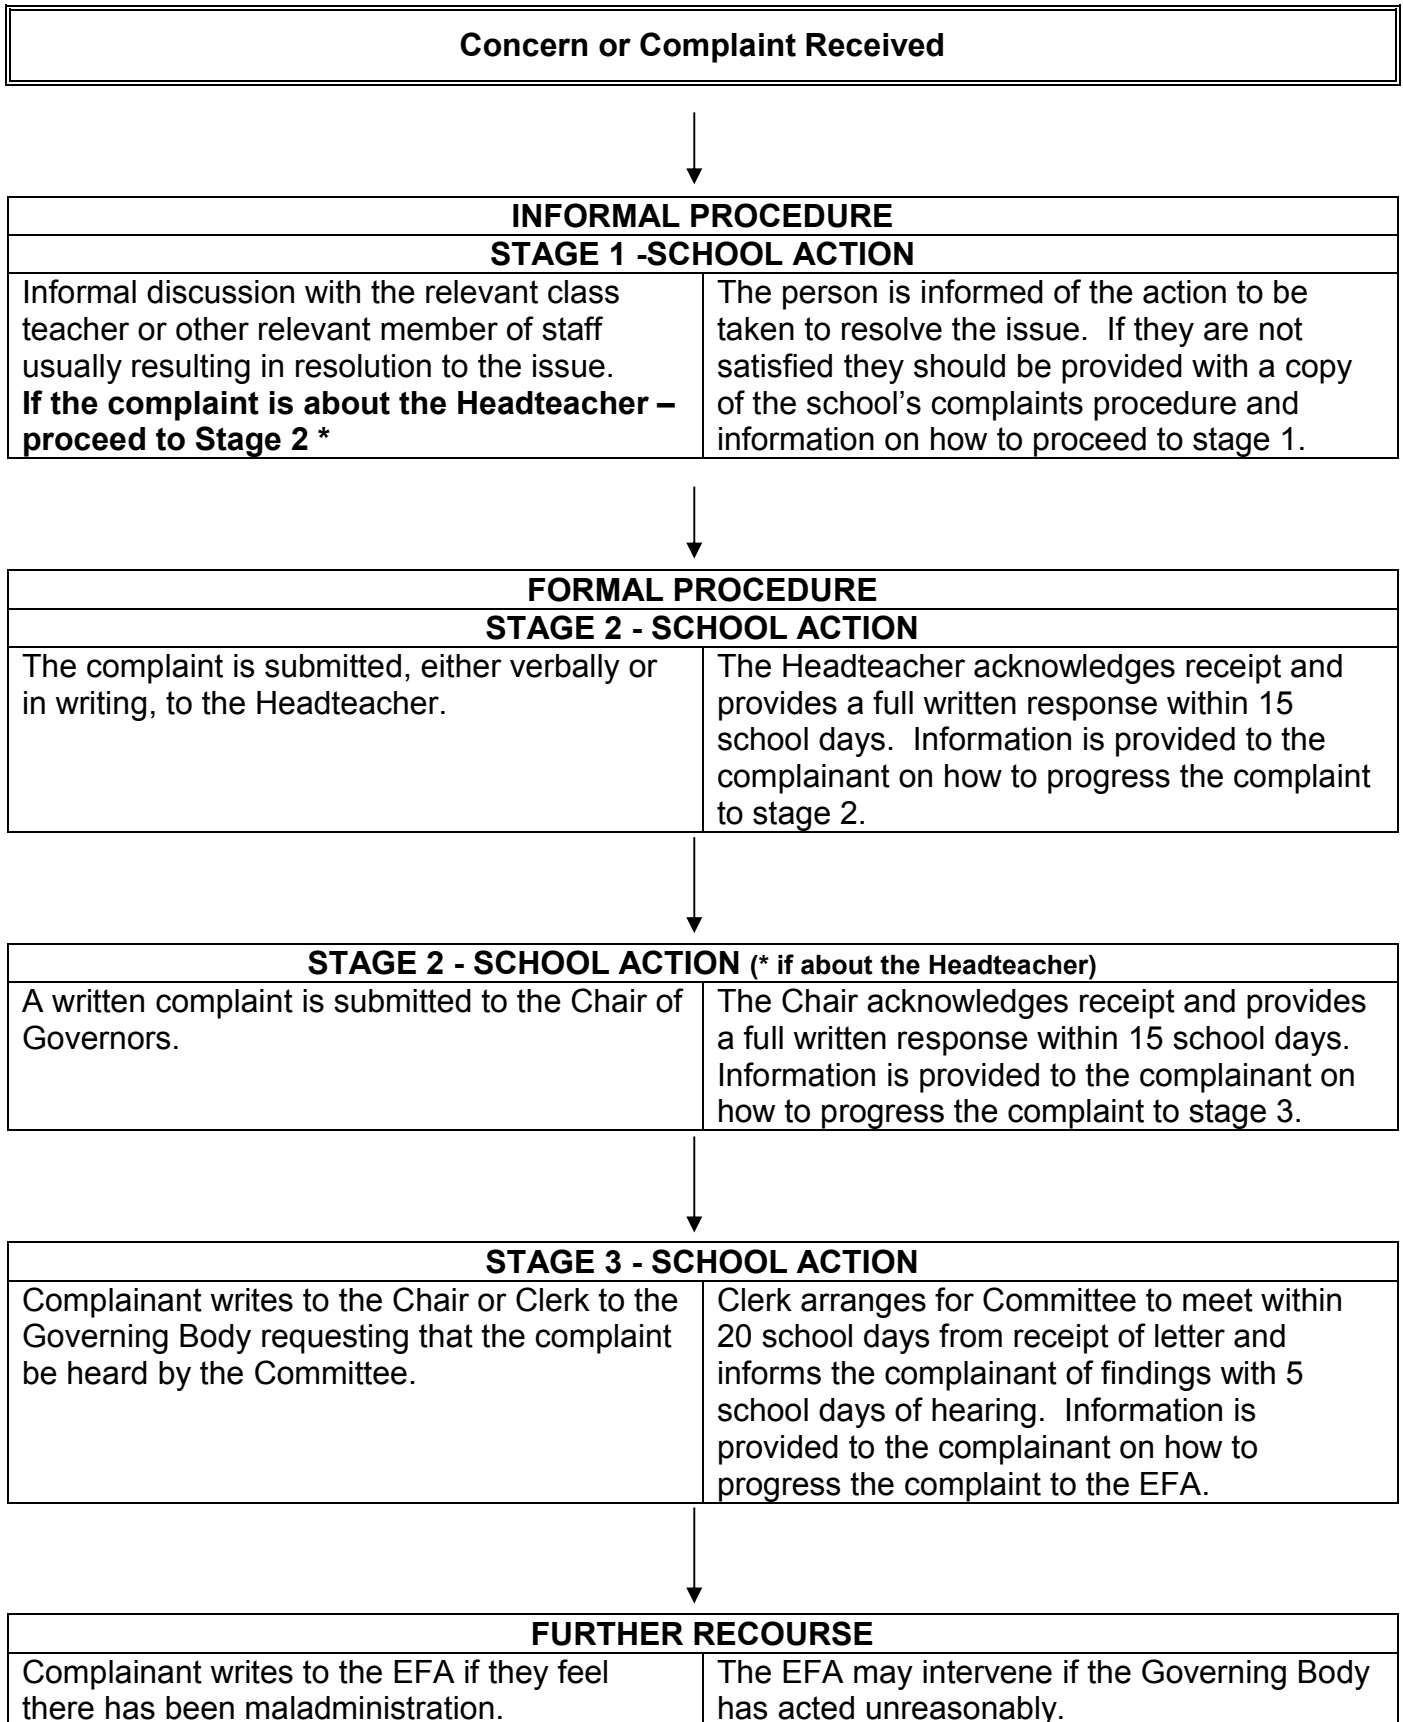 Concern or Complaint Received
INFORMAL PROCEDURE
STAGE 1 -SCHOOL ACTION
Informal discussion with the relevant class
teacher or other relevant member of staff
usually resulting in resolution to the issue.
If the complaint is about the Headteacher –
proceed to Stage 2 *
The person is informed of the action to be
taken to resolve the issue.  If they are not
satisfied they should be provided with a copy
of the school’s complaints procedure and
information on how to proceed to stage 1.
FORMAL PROCEDURE
STAGE 2 - SCHOOL ACTION
The complaint is submitted, either verbally or
in writing, to the Headteacher.
The Headteacher acknowledges receipt and
provides a full written response within 15
school days.  Information is provided to the
complainant on how to progress the complaint
to stage 2.
STAGE 2 - SCHOOL ACTION (* if about the Headteacher)
A written complaint is submitted to the Chair of
Governors.
The Chair acknowledges receipt and provides
a full written response within 15 school days.
Information is provided to the complainant on
how to progress the complaint to stage 3.
STAGE 3 - SCHOOL ACTION
Complainant writes to the Chair or Clerk to the
Governing Body requesting that the complaint
be heard by the Committee.
Clerk arranges for Committee to meet within
20 school days from receipt of letter and
informs the complainant of findings with 5
school days of hearing.  Information is
provided to the complainant on how to
progress the complaint to the EFA.
FURTHER RECOURSE
Complainant writes to the EFA if they feel
there has been maladministration.
The EFA may intervene if the Governing Body
has acted unreasonably.